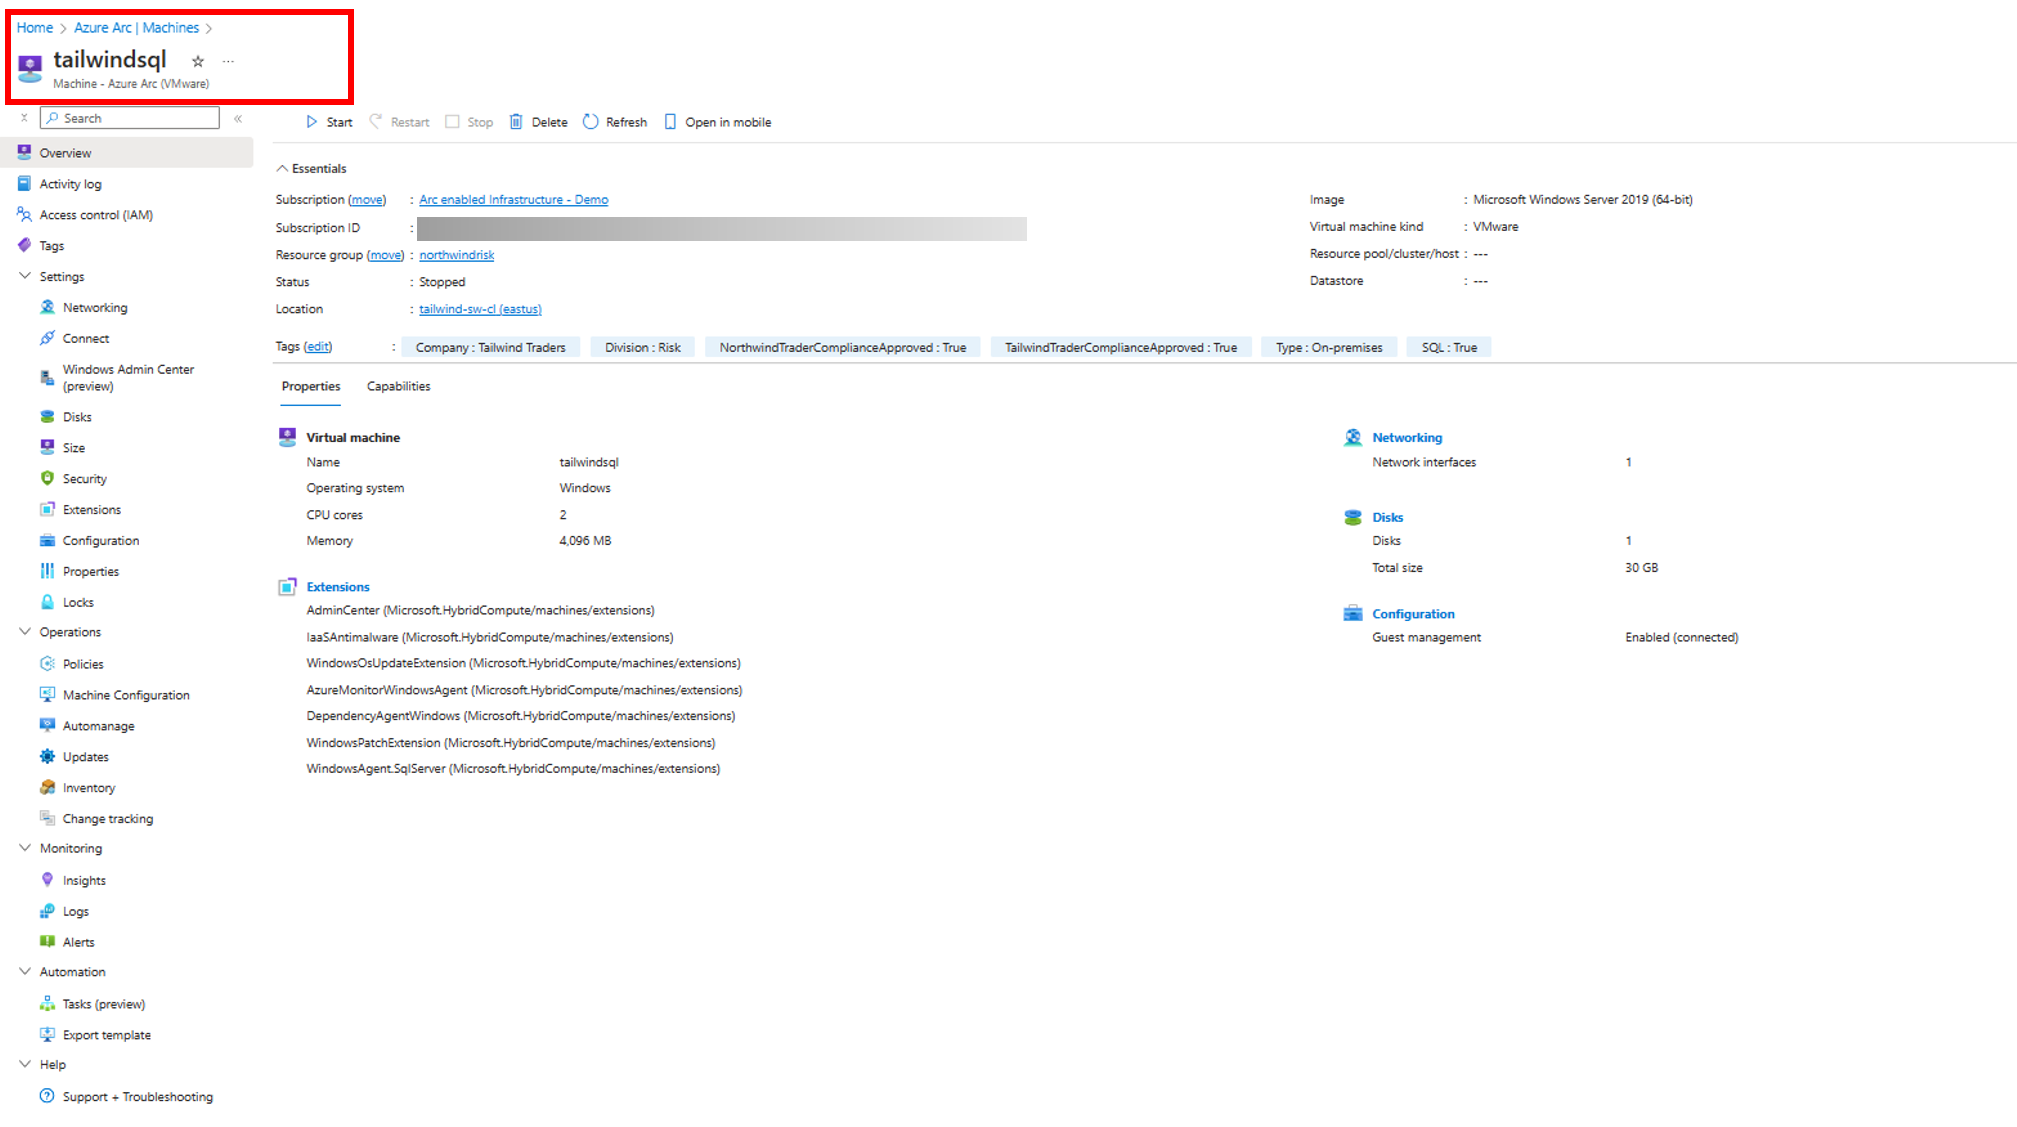 Home > Azure Arc | Machines >
tailwindsql ☆ ...
Machine - Azure Arc (VMware)
Search «
Start Restart Stop Delete Refresh Open in mobile
Overview
Activity log
Access control (IAM)
Tags
Settings
Networking
Connect
Windows Admin Center
(preview)
Disks
Size
Security
Extensions
Configuration
Properties
Locks
Operations
Policies
Machine Configuration
Automanage
Updates
Inventory
Change tracking
Monitoring
Insights
Logs
Alerts
Automation
Tasks (preview)
Export template
Help
Support + Troubleshooting
Essentials
Subscription (move) : Arc enabled Infrastructure - Demo
Subscription ID :
Resource group (move) : northwindrisk
Status : Stopped
Location : tailwind-sw-cl (eastus)
Image : Microsoft Windows Server 2019 (64-bit)
Virtual machine kind : VMware
Resource pool/cluster/host : ---
Datastore : ---
Tags (edit) : Company : Tailwind Traders Division : Risk NorthwindTraderComplianceApproved : True TailwindTraderComplianceApproved : True Type : On-premises SQL : True
Properties Capabilities
Virtual machine
Name tailwindsql
Operating system Windows
CPU cores 2
Memory 4,096 MB
Extensions
AdminCenter (Microsoft.HybridCompute/machines/extensions)
IaaSAntimalware (Microsoft.HybridCompute/machines/extensions)
WindowsOsUpdateExtension (Microsoft.HybridCompute/machines/extensions)
AzureMonitorWindowsAgent (Microsoft.HybridCompute/machines/extensions)
DependencyAgentWindows (Microsoft.HybridCompute/machines/extensions)
WindowsPatchExtension (Microsoft.HybridCompute/machines/extensions)
WindowsAgent.SqlServer (Microsoft.HybridCompute/machines/extensions)
Networking
Network interfaces 1
Disks
Disks 1
Total size 30 GB
Configuration
Guest management Enabled (connected)